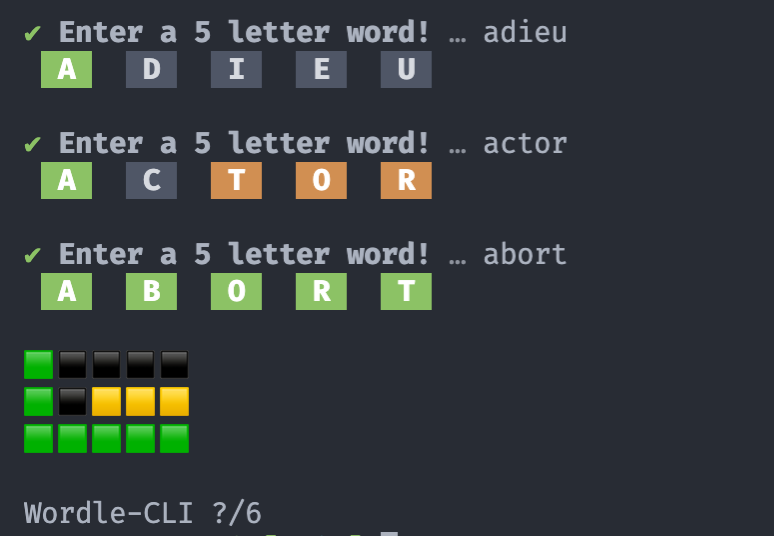 ✔ Enter a 5 letter word! … adieu
A D I E U
✔ Enter a 5 letter word! … actor
A C T O R
✔ Enter a 5 letter word! … abort
A B O R T
Wordle-CLI ?/6